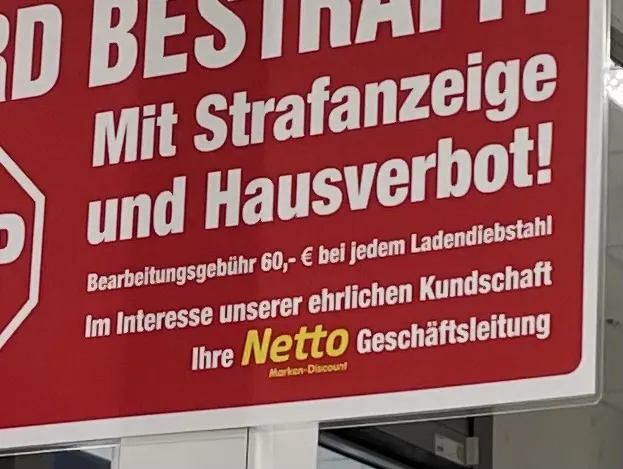 RD BESTRAFT!
Mit Strafanzeige
und Hausverbot!
P
Bearbeitungsgebühr 60,- € bei jedem Ladendiebstahl
Im Interesse unserer ehrlichen Kundschaft
Ihre Netto Geschäftsleitung
Marken-Discount